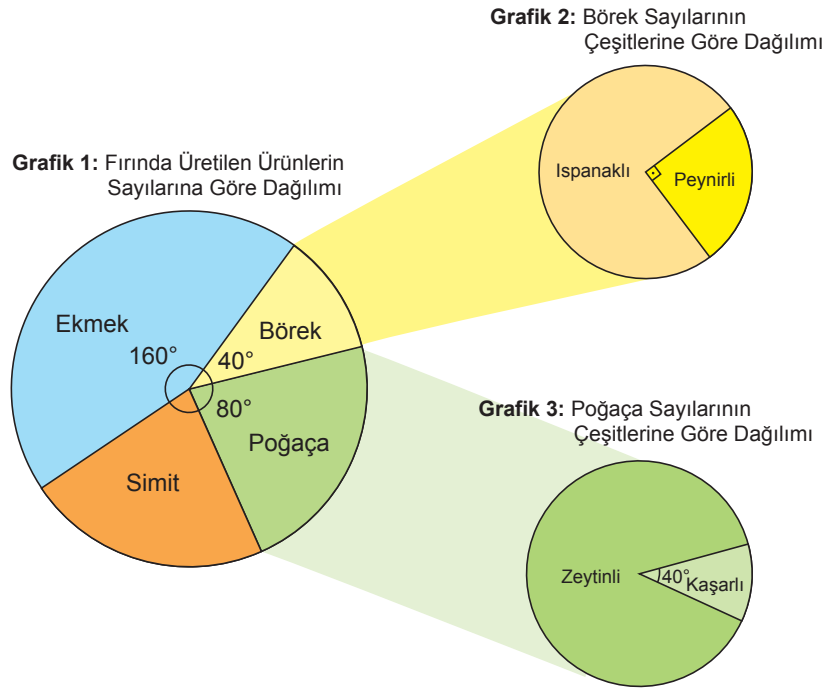 Grafik 2: Börek Sayılarının
Çeşitlerine Göre Dağılımı
Ispanaklı
Peynirli
Grafik 1: Fırında Üretilen Ürünlerin
Sayılarına Göre Dağılımı
Ekmek
Börek
160°
40°
80°
Poğaça
Simit
Grafik 3: Poğaça Sayılarının
Çeşitlerine Göre Dağılımı
Zeytinli
40°
Kaşarlı